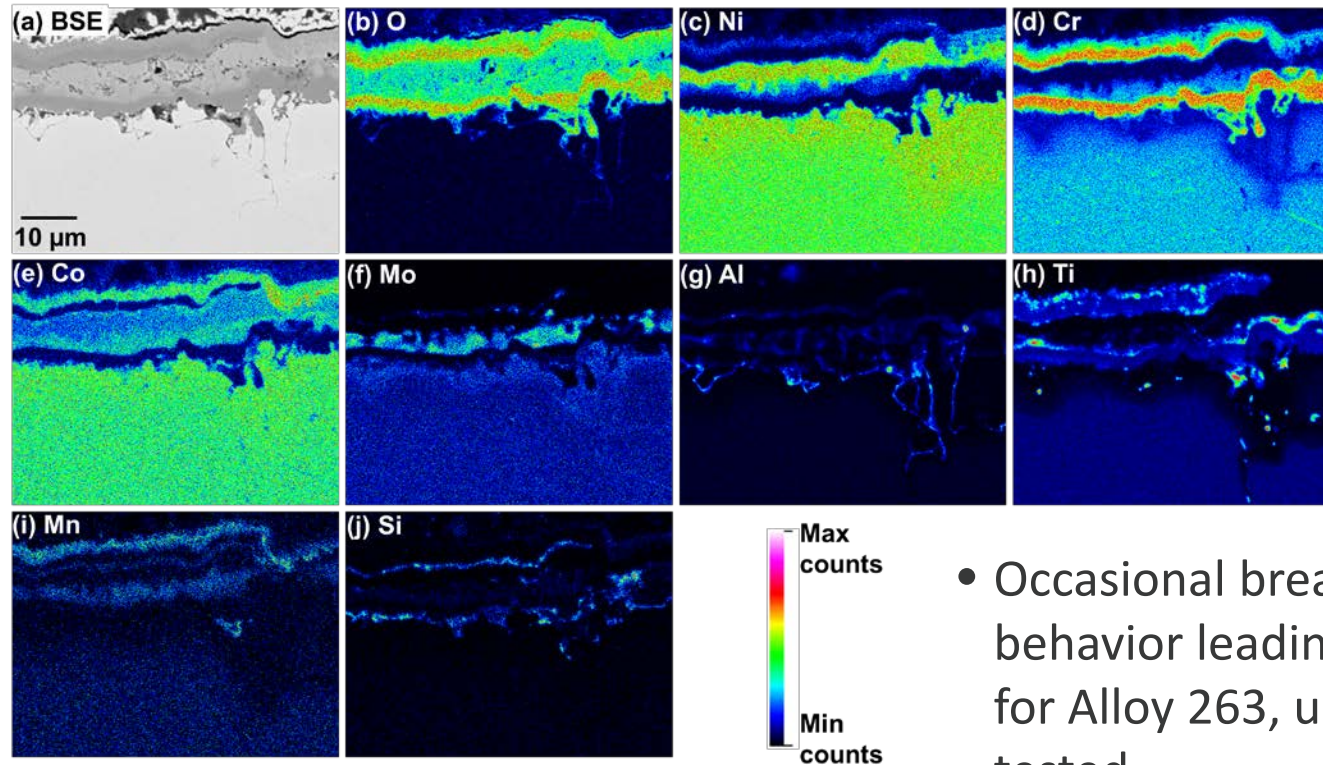 (a) BSE
(b) O
(c) Ni
(d) Cr
10 µm
(e) Co
(f) Mo
(g) Al
(h) Ti
(i) Mn
(j) Si
Max
counts
Min
counts
• Occasional brea
behavior leadin
for Alloy 263, u
tested